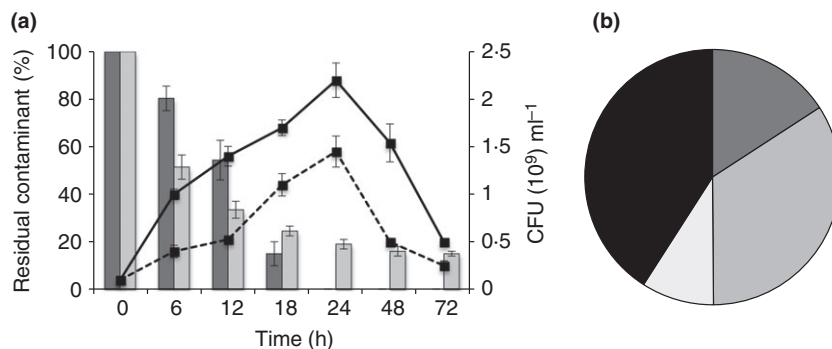 (a)
(b)
Residual contaminant (%)
100
80
60
40
20
0
2·5
2
1·5
1
0·5
0
CFU (10⁹) ml⁻¹
0 6 12 18 24 48 72
Time (h)